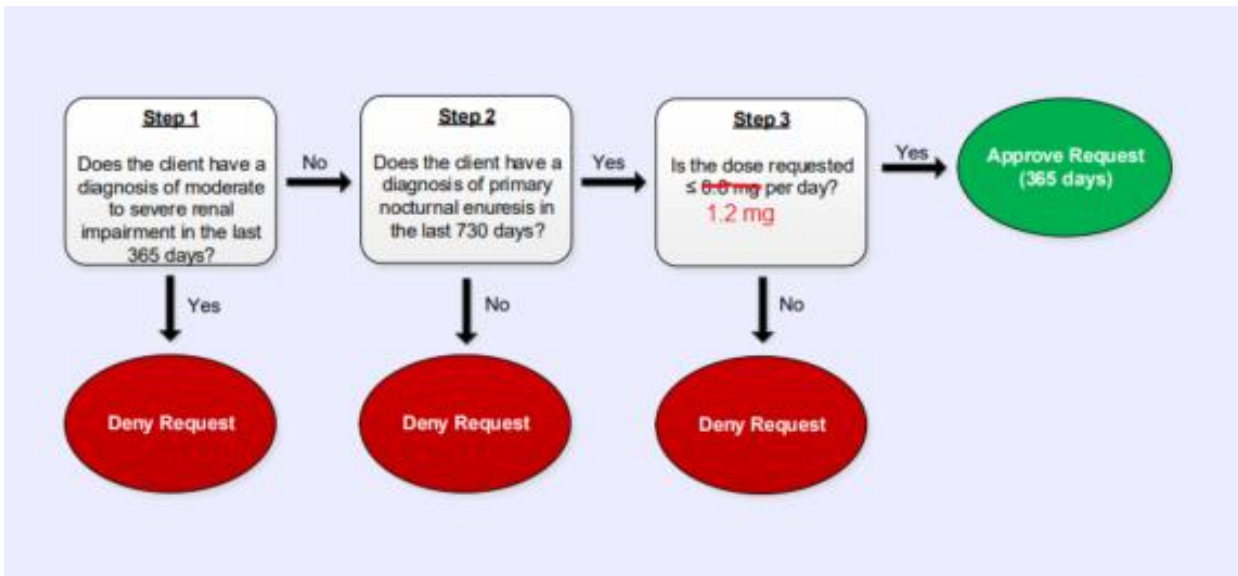 Step 1
Does the client have a
diagnosis of moderate
to severe renal
impairment in the last
365 days?
No
Step 2
Does the client have a
diagnosis of primary
nocturnal enuresis in
the last 730 days?
Yes
Step 3
Is the dose requested
≤ per day?
1.2 mg
Yes
Approve Request
(365 days)
Yes
No
No
Deny Request
Deny Request
Deny Request